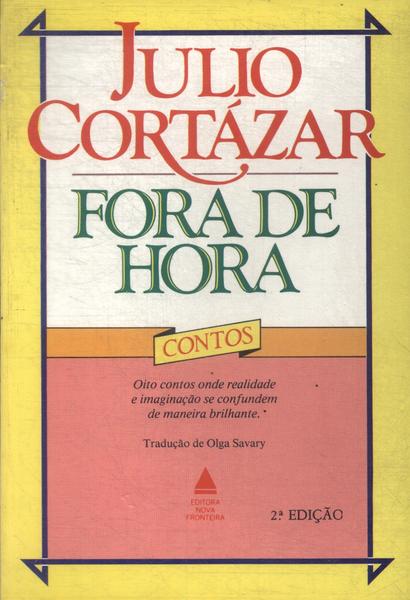 JULIO
CORTÁZAR
FORA DE
HORA
CONTOS
Oito contos onde realidade
e imaginação se confundem
de maneira brilhante.
Tradução de Olga Savary
EDITORA
NOVA
FRONTEIRA
2ª EDIÇÃO